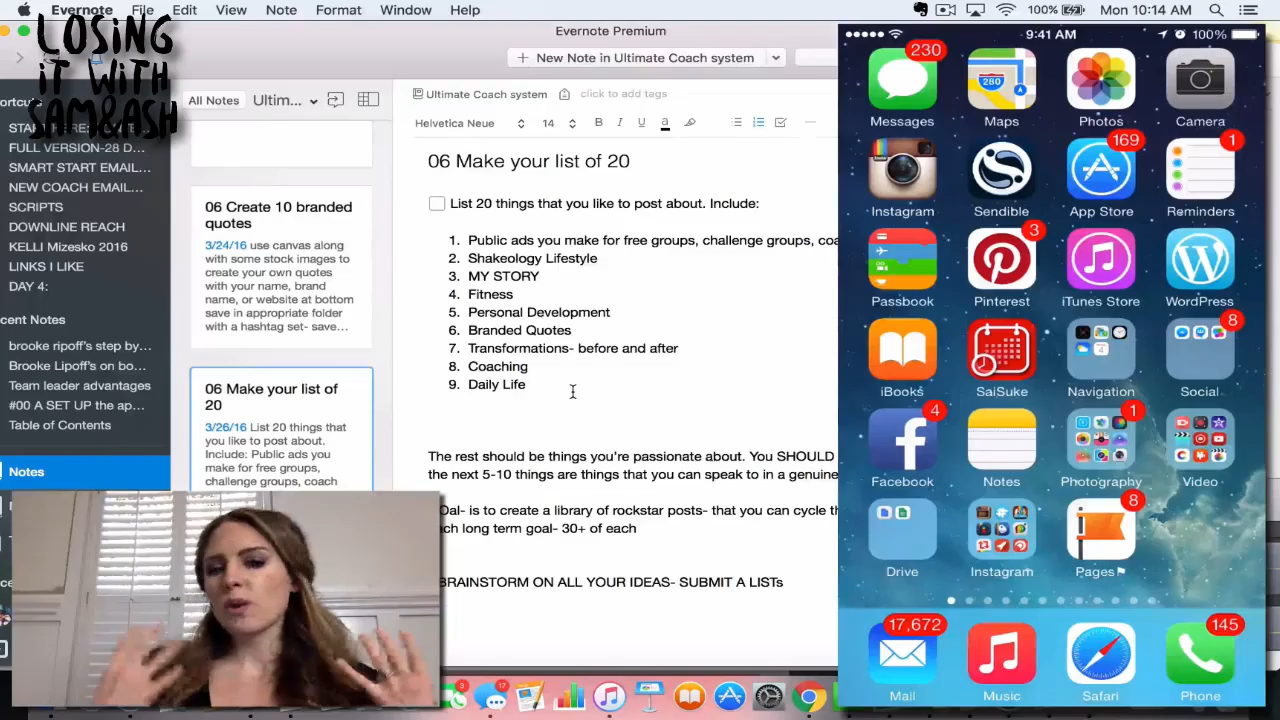 Evernote File Edit View Note Format Window Help
100% Mon 10:14 AM
LOSING
iT WiTH
SAM&ASH
Evernote Premium
New Note in Ultimate Coach system
All Notes Ultim...
Ultimate Coach system click to add tags
Helvetica Neue 14 B I U a
FULL VERSION-28 D...
SMART START EMAIL...
NEW COACH EMAIL...
SCRIPTS
DOWNLINE REACH
KELLI Mizesko 2016
LINKS I LIKE
DAY 4:
cent Notes
brooke ripoff's step by...
Brooke Lipoff's on bo...
Team leader advantages
#00 A SET UP the ap...
Table of Contents
Notes
06 Create 10 branded
quotes
3/24/16 use canvas along
with some stock images to
create your own quotes
with your name, brand
name, or website at bottom
save in appropriate folder
with a hashtag set- save...
06 Make your list of
20
3/26/16 List 20 things that
you like to post about.
Include: Public ads you
make for free groups,
challenge groups, coach
06 Make your list of 20
List 20 things that you like to post about. Include:
1. Public ads you make for free groups, challenge groups, coa
2. Shakeology Lifestyle
3. MY STORY
4. Fitness
5. Personal Development
6. Branded Quotes
7. Transformations- before and after
8. Coaching
9. Daily Life
The rest should be things you're passionate about. You SHOULD
the next 5-10 things are things that you can speak to in a genuine
oal- is to create a library of rockstar posts- that you can cycle th
ch long term goal- 30+ of each
BRAINSTORM ON ALL YOUR IDEAS- SUBMIT A LISTs
9:41 AM 100%
230
280
Messages Maps Photos Camera
169 1
Instagram Sendible App Store Reminders
3
Passbook Pinterest iTunes Store WordPress
8
iBooks SaiSuke Navigation Social
4 1
Facebook Notes Photography Video
8
Drive Instagram Pages
17,672 145
Mail Music Safari Phone